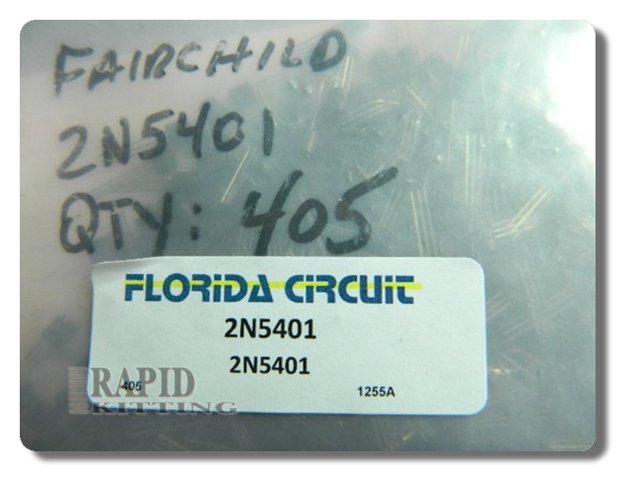 FAIRCHILD
2N5401
QTY: 405
FLORIDA CIRCUIT
2N5401
2N5401
405
1255A
RAPID
KITTING